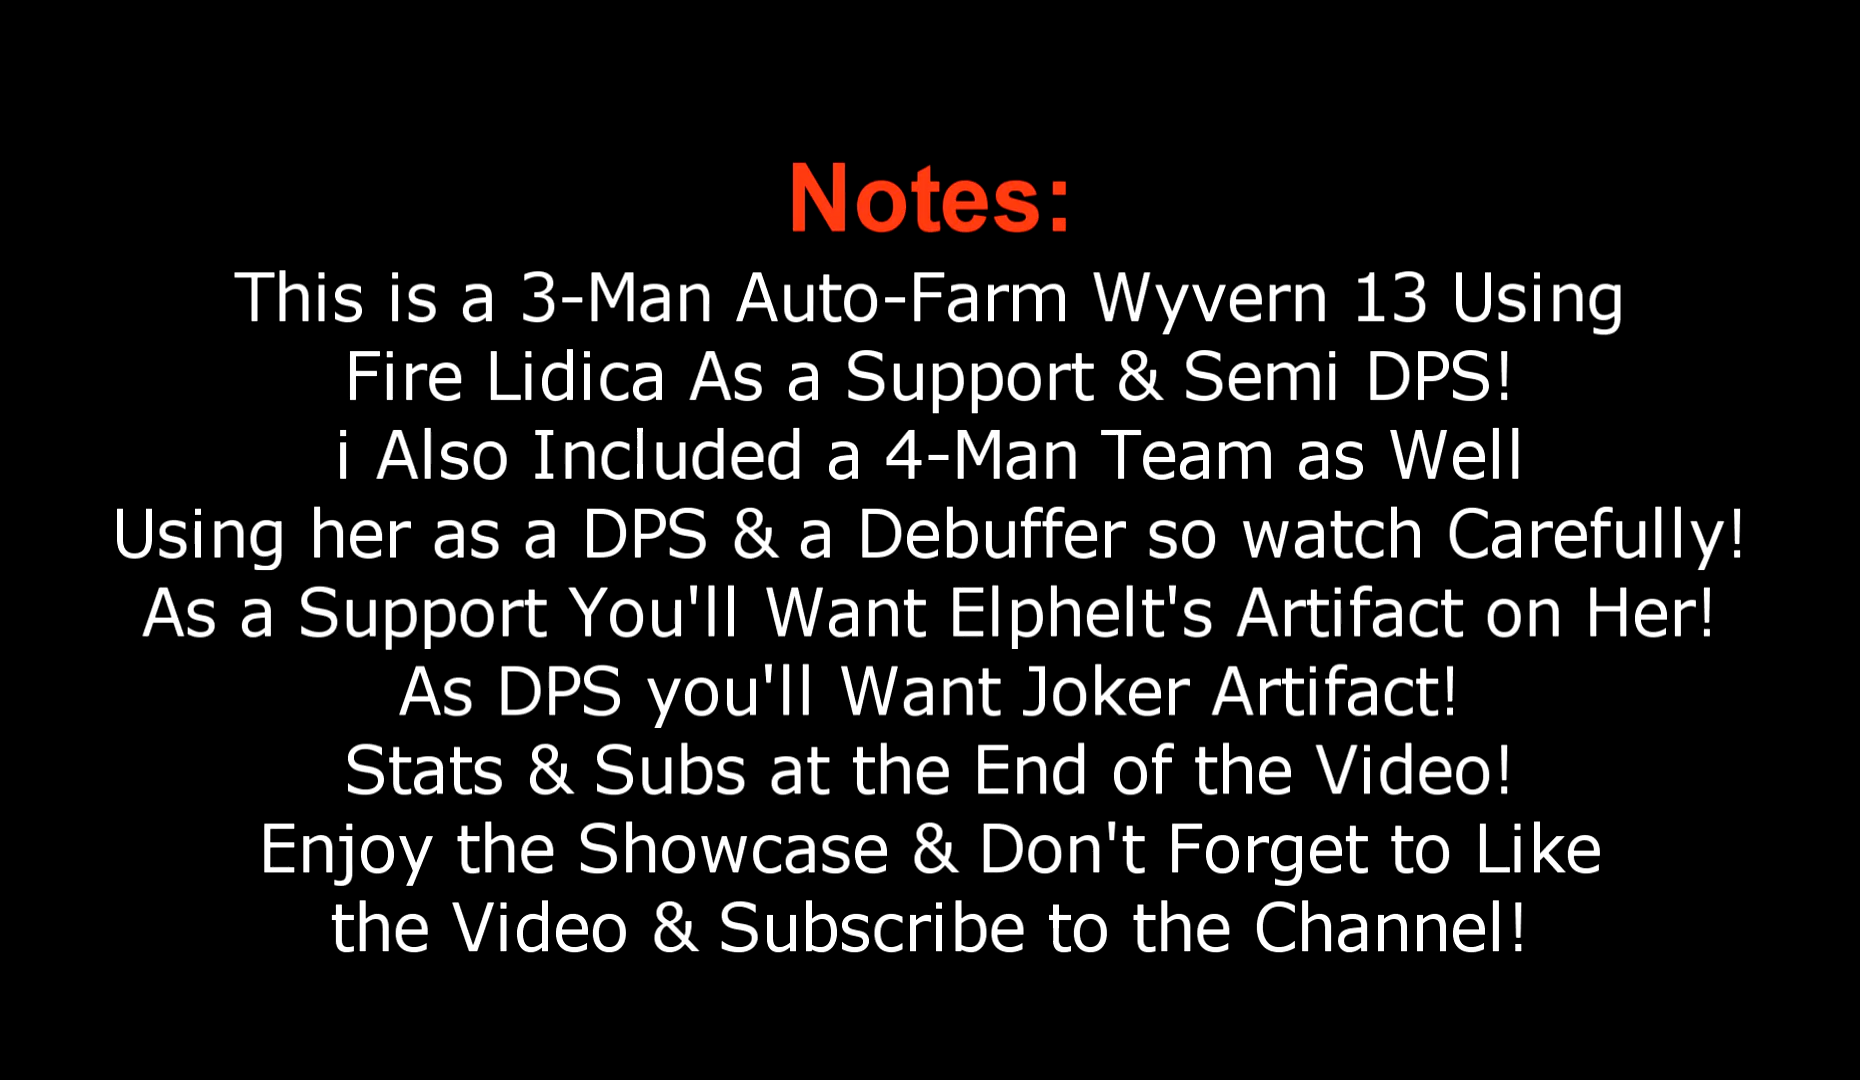 Notes:
This is a 3-Man Auto-Farm Wyvern 13 Using
Fire Lidica As a Support & Semi DPS!
i Also Included a 4-Man Team as Well
Using her as a DPS & a Debuffer so watch Carefully!
As a Support You'll Want Elphelt's Artifact on Her!
As DPS you'll Want Joker Artifact!
Stats & Subs at the End of the Video!
Enjoy the Showcase & Don't Forget to Like
the Video & Subscribe to the Channel!